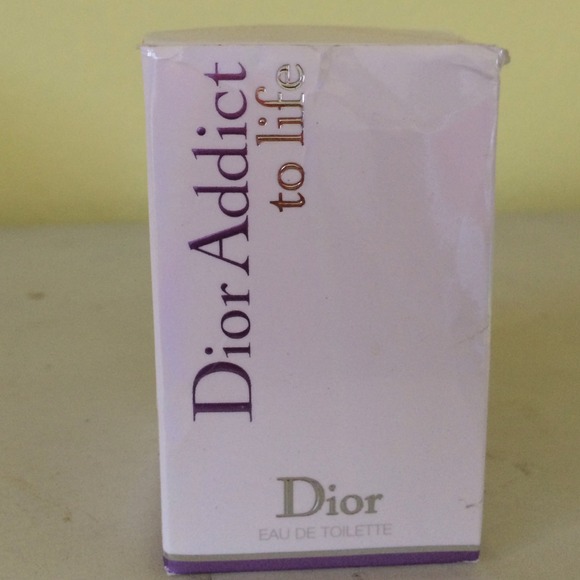 Dior Addict
to life
Dior
EAU DE TOILETTE